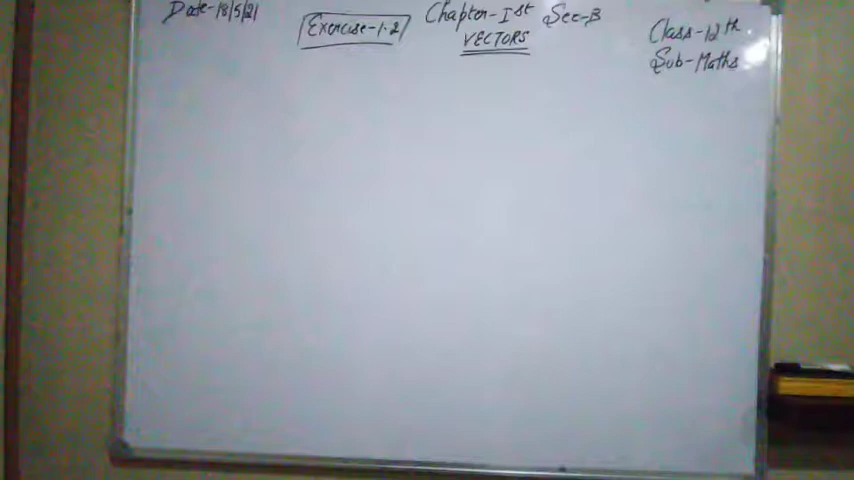 Date-18/5/21
Exercise-1.2
Chapter-Ist Sec-B
VECTORS
Class-12th
Sub-Maths